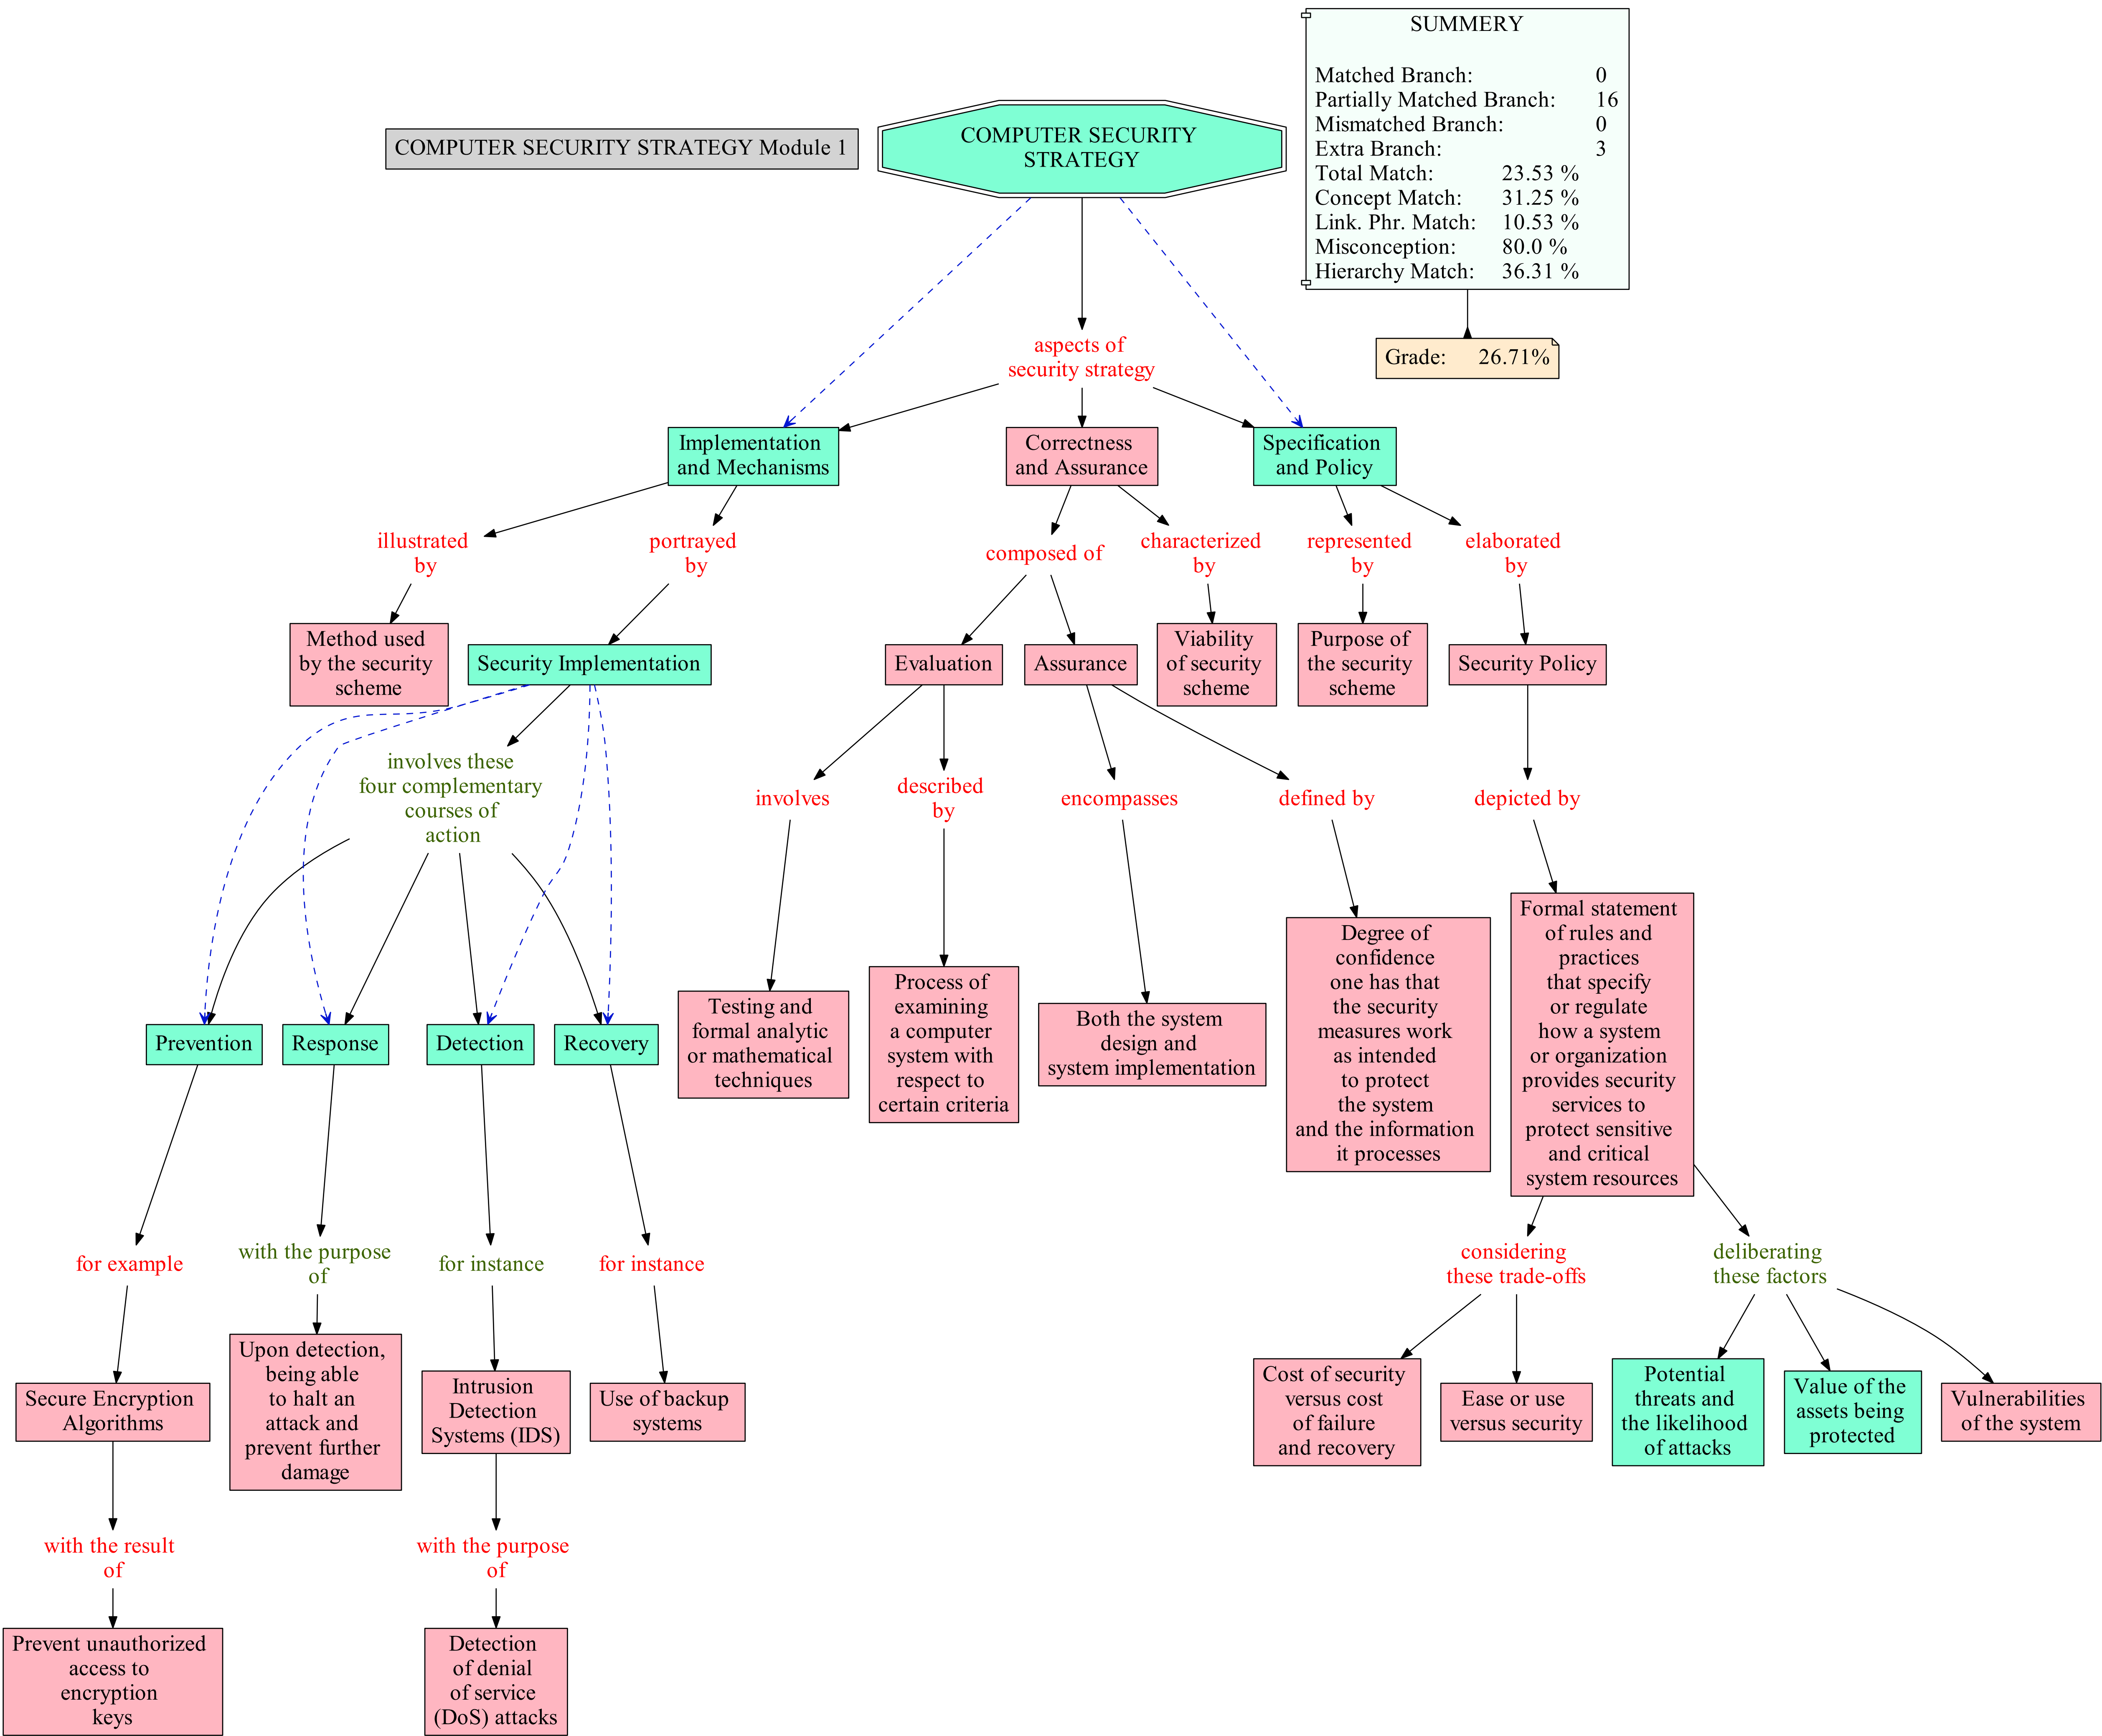 SUMMERY
Matched Branch: 0
Partially Matched Branch: 16
Mismatched Branch: 0
Extra Branch: 3
Total Match: 23.53 %
Concept Match: 31.25 %
Link. Phr. Match: 10.53 %
Misconception: 80.0 %
Hierarchy Match: 36.31 %
Grade: 26.71%
COMPUTER SECURITY STRATEGY Module 1
COMPUTER SECURITY
STRATEGY
aspects of
security strategy
Implementation
and Mechanisms
Correctness
and Assurance
Specification
and Policy
illustrated
by
portrayed
by
composed of
characterized
by
represented
by
elaborated
by
Method used
by the security
scheme
Security Implementation
Evaluation
Assurance
Viability
of security
scheme
Purpose of
the security
scheme
Security Policy
involves these
four complementary
courses of
action
involves
described
by
encompasses
defined by
depicted by
Prevention
Response
Detection
Recovery
Testing and
formal analytic
or mathematical
techniques
Process of
examining
a computer
system with
respect to
certain criteria
Both the system
design and
system implementation
Degree of
confidence
one has that
the security
measures work
as intended
to protect
the system
and the information
it processes
Formal statement
of rules and
practices
that specify
or regulate
how a system
or organization
provides security
services to
protect sensitive
and critical
system resources
for example
with the purpose
of
for instance
for instance
considering
these trade-offs
deliberating
these factors
Secure Encryption
Algorithms
Upon detection,
being able
to halt an
attack and
prevent further
damage
Intrusion
Detection
Systems (IDS)
Use of backup
systems
Cost of security
versus cost
of failure
and recovery
Ease or use
versus security
Potential
threats and
the likelihood
of attacks
Value of the
assets being
protected
Vulnerabilities
of the system
with the result
of
with the purpose
of
Prevent unauthorized
access to
encryption
keys
Detection
of denial
of service
(DoS) attacks